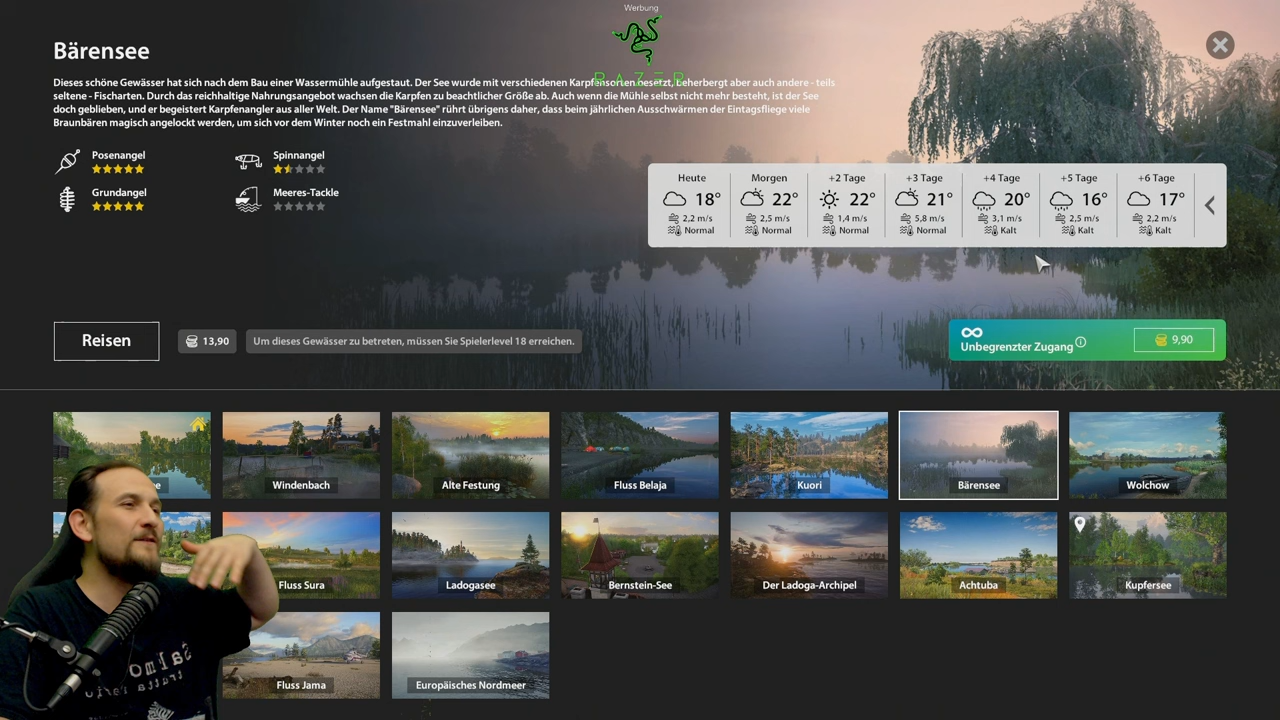 Werbung
RAZER
Bärensee
Dieses schöne Gewässer hat sich nach dem Bau einer Wassermühle aufgestaut. Der See wurde mit verschiedenen Karpfensorten besetzt, beherbergt aber auch andere - teils
seltene - Fischarten. Durch das reichhaltige Nahrungsangebot wachsen die Karpfen zu beachtlicher Größe ab. Auch wenn die Mühle selbst nicht mehr besteht, ist der See
doch geblieben, und er begeistert Karpfenangler aus aller Welt. Der Name "Bärensee" rührt übrigens daher, dass beim jährlichen Ausschwärmen der Eintagsfliege viele
Braunbären magisch angelockt werden, um sich vor dem Winter noch ein Festmahl einzuverleiben.
Posenangel
Spinnangel
Grundangel
Meeres-Tackle
Heute Morgen +2 Tage +3 Tage +4 Tage +5 Tage +6 Tage
18° 22° 22° 21° 20° 16° 17°
2,2 m/s 2,5 m/s 1,4 m/s 5,8 m/s 3,1 m/s 2,5 m/s 2,2 m/s
Normal Normal Normal Normal Kalt Kalt Kalt
Reisen
13,90
Um dieses Gewässer zu betreten, müssen Sie Spielerlevel 18 erreichen.
Unbegrenzter Zugang
9,90
Windenbach
Alte Festung
Fluss Belaja
Kuori
Bärensee
Wolchow
Fluss Sura
Ladogasee
Bernstein-See
Der Ladoga-Archipel
Achtuba
Kupfersee
Fluss Jama
Europäisches Nordmeer
Salmo
trutta